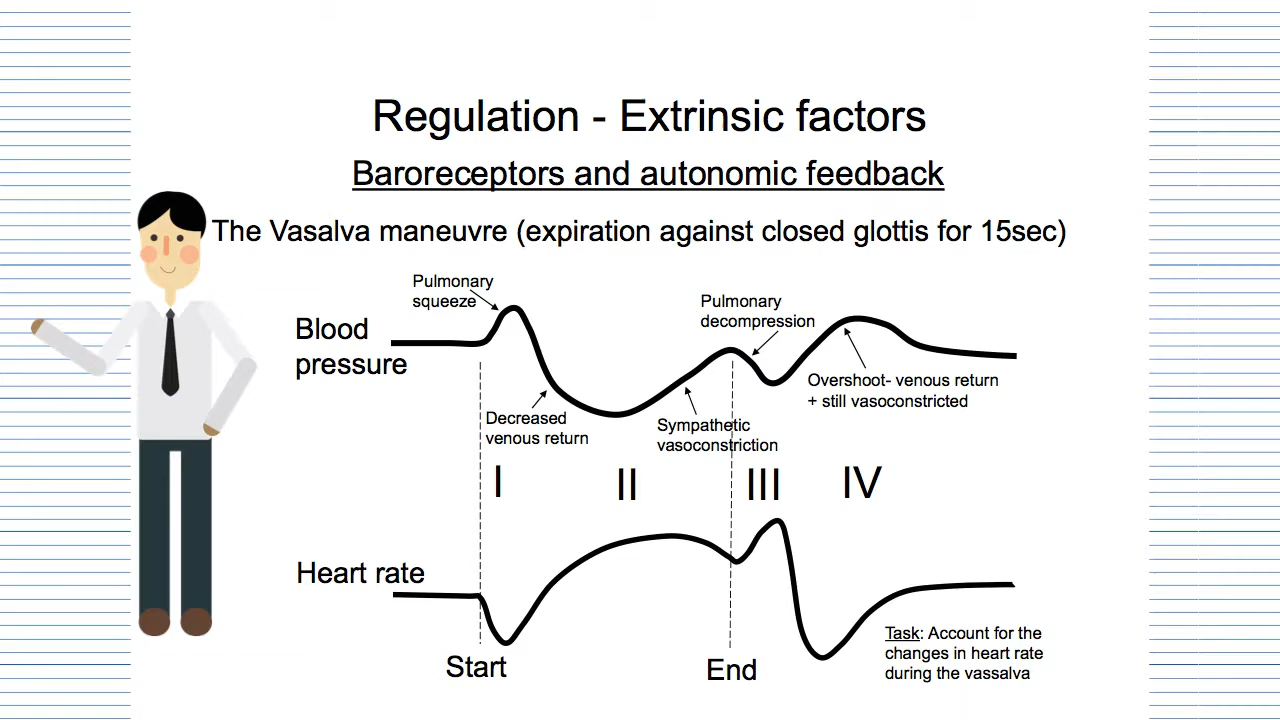 Regulation - Extrinsic factors
Baroreceptors and autonomic feedback
The Vasalva maneuvre (expiration against closed glottis for 15sec)
Pulmonary
squeeze
Pulmonary
decompression
Blood
pressure
Overshoot- venous return
+ still vasoconstricted
Decreased
venous return
Sympathetic
vasoconstriction
I
II
III
IV
Heart rate
Start
End
Task: Account for the
changes in heart rate
during the vassalva